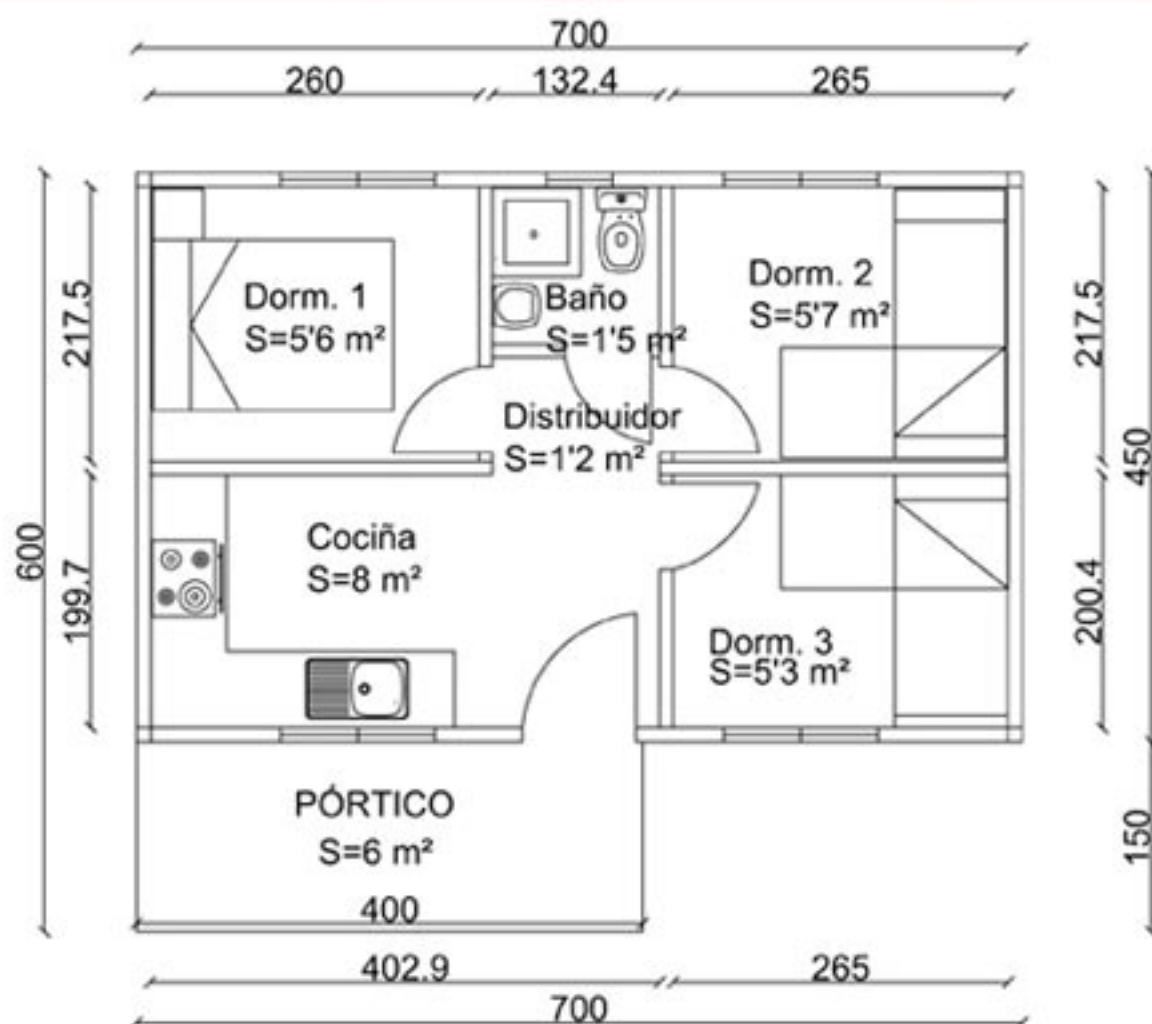 700
260
132.4
265
Dorm. 1
S=5'6 m²
Baño
S=1'5 m²
Dorm. 2
S=5'7 m²
217.5
217.5
Distribuidor
S=1'2 m²
450
600
Cociña
S=8 m²
199.7
200.4
Dorm. 3
S=5'3 m²
PÓRTICO
S=6 m²
150
400
402.9
265
700